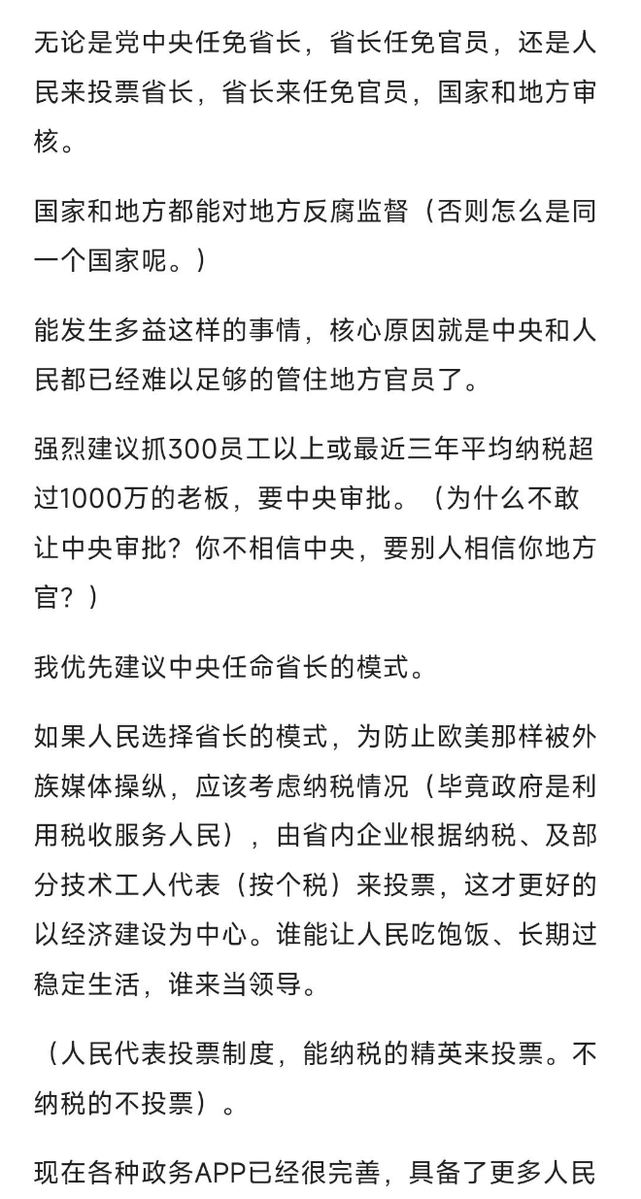 无论是党中央任免省长，省长任免官员，还是人
民来投票省长，省长来任免官员，国家和地方审
核。
国家和地方都能对地方反腐监督（否则怎么是同
一个国家呢。）
能发生多益这样的事情，核心原因就是中央和人
民都已经难以足够的管住地方官员了。
强烈建议抓300员工以上或最近三年平均纳税超
过1000万的老板，要中央审批。（为什么不敢
让中央审批？你不相信中央，要别人相信你地方
官？）
我优先建议中央任命省长的模式。
如果人民选择省长的模式，为防止欧美那样被外
族媒体操纵，应该考虑纳税情况（毕竟政府是利
用税收服务人民），由省内企业根据纳税、及部
分技术工人代表（按个税）来投票，这才更好的
以经济建设为中心。谁能让人民吃饱饭、长期过
稳定生活，谁来当领导。
（人民代表投票制度，能纳税的精英来投票。不
纳税的不投票）。
现在各种政务APP已经很完善，具备了更多人民